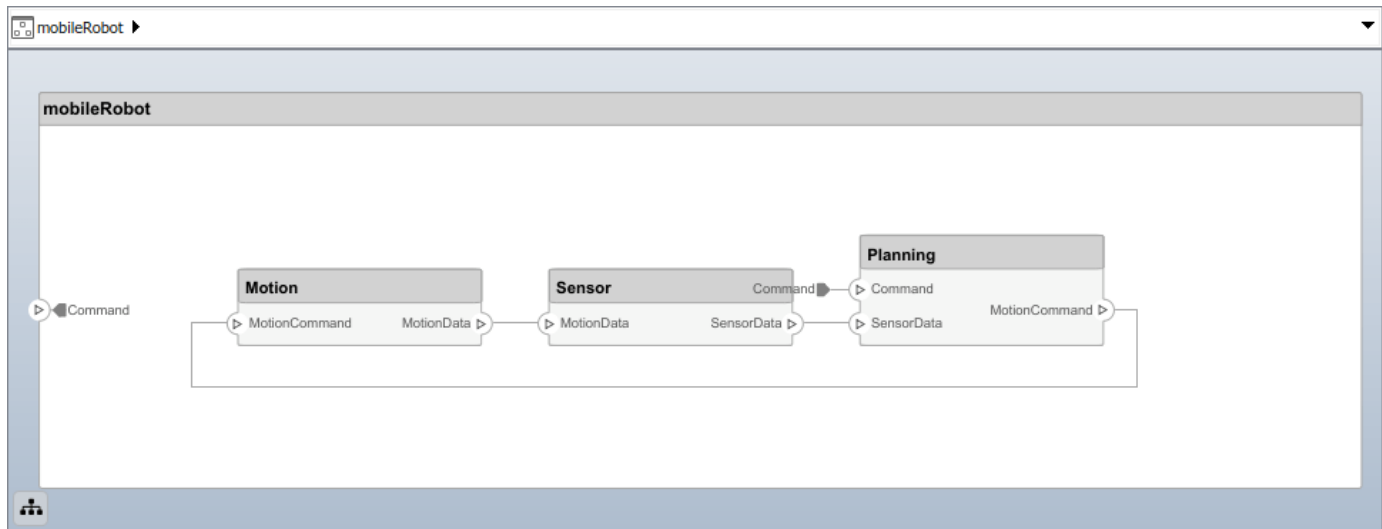 mobileRobot
mobileRobot
Planning
Motion
Sensor
Command
Command
Command
MotionCommand
MotionCommand
MotionData
MotionData
SensorData
SensorData